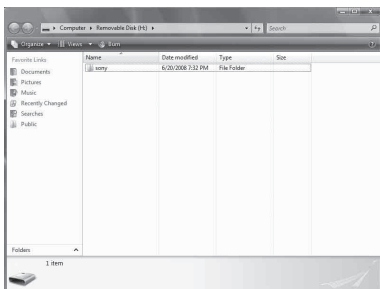 Computer ▸ Removable Disk (H:) ▸ Search
Organize Views Burn
Favorite Links
Documents
Pictures
Music
Recently Changed
Searches
Public
Folders
Name Date modified Type Size
sony 6/20/2008 7:32 PM File Folder
1 item